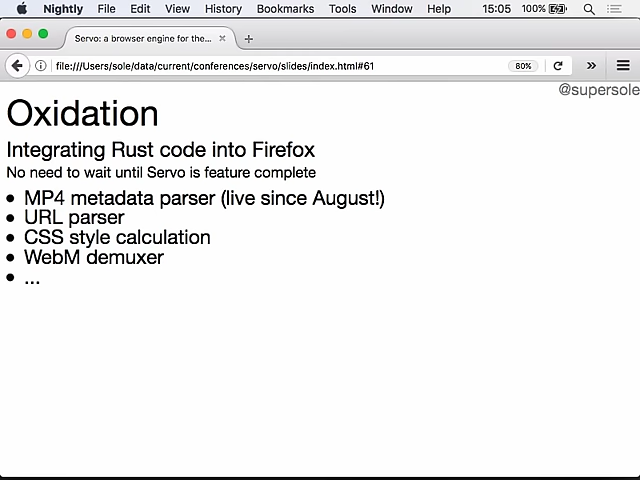 Nightly File Edit View History Bookmarks Tools Window Help 15:05 100%
Servo: a browser engine for the...
file:///Users/sole/data/current/conferences/servo/slides/index.html#61 80%
@supersole
Oxidation
Integrating Rust code into Firefox
No need to wait until Servo is feature complete
• MP4 metadata parser (live since August!)
• URL parser
• CSS style calculation
• WebM demuxer
• ...